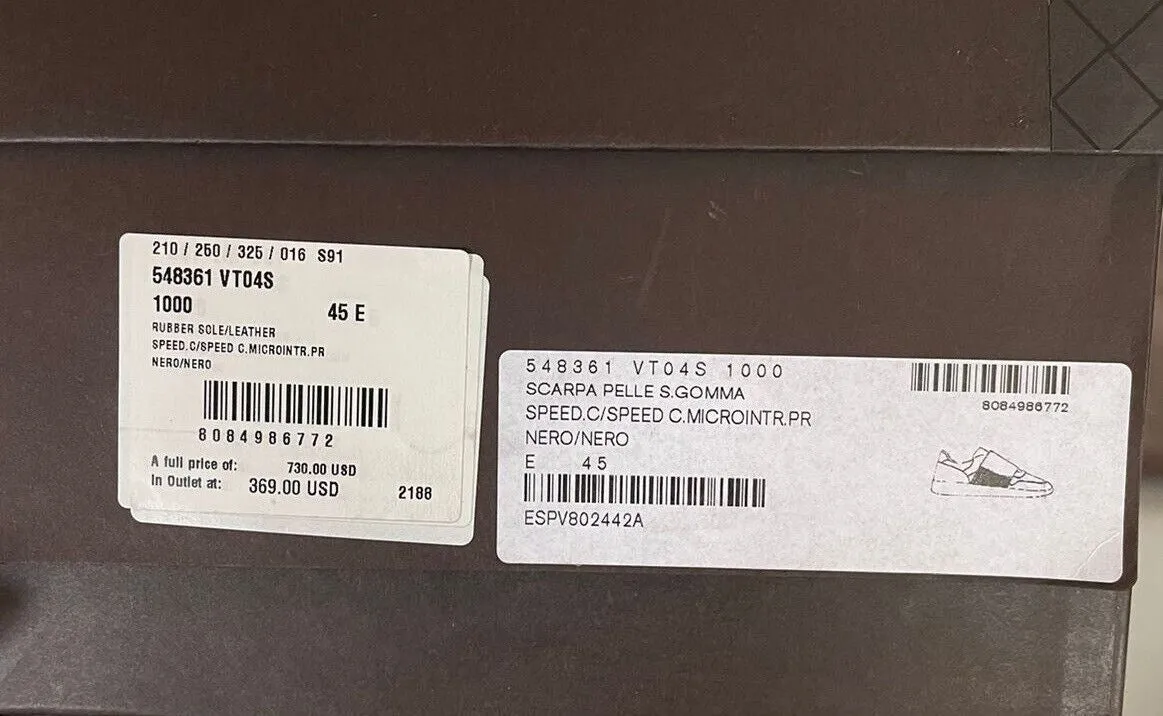 210 / 250 / 325 / 016 S91
548361 VT04S
1000
45 E
RUBBER SOLE/LEATHER
SPEED.C/SPEED C.MICROINTR.PR
NERO/NERO
8084986772
A full price of: 730.00 USD
In Outlet at: 369.00 USD 2188
548361 VT04S 1000
SCARPA PELLE S.GOMMA
SPEED.C/SPEED C.MICROINTR.PR
NERO/NERO
E 45
ESPV802442A
8084986772